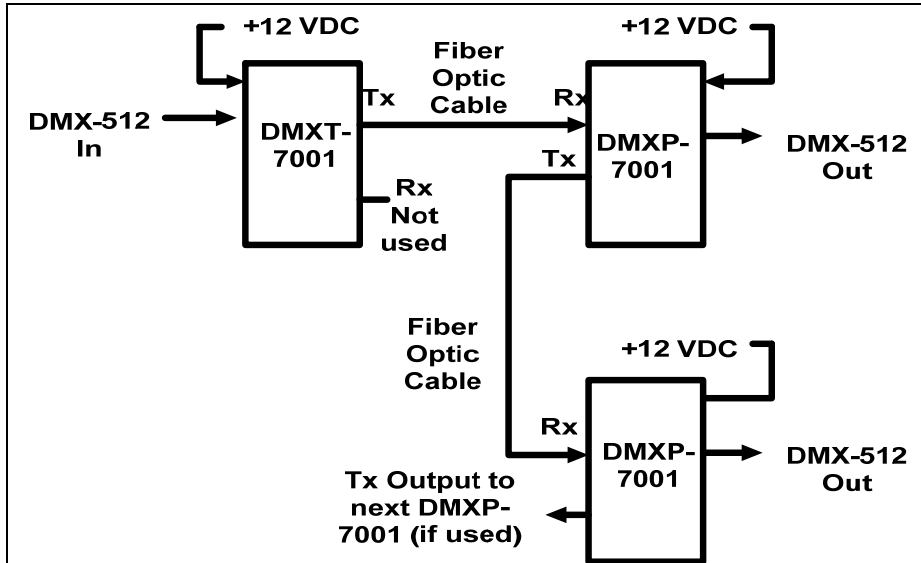 +12 VDC
+12 VDC
Fiber
Optic
Cable
Tx
Rx
DMX-512
In
DMXT-
7001
DMXP-
7001
DMX-512
Out
Tx
Rx
Not
used
Fiber
Optic
Cable
+12 VDC
Rx
DMXP-
7001
DMX-512
Out
Tx Output to
next DMXP-
7001 (if used)